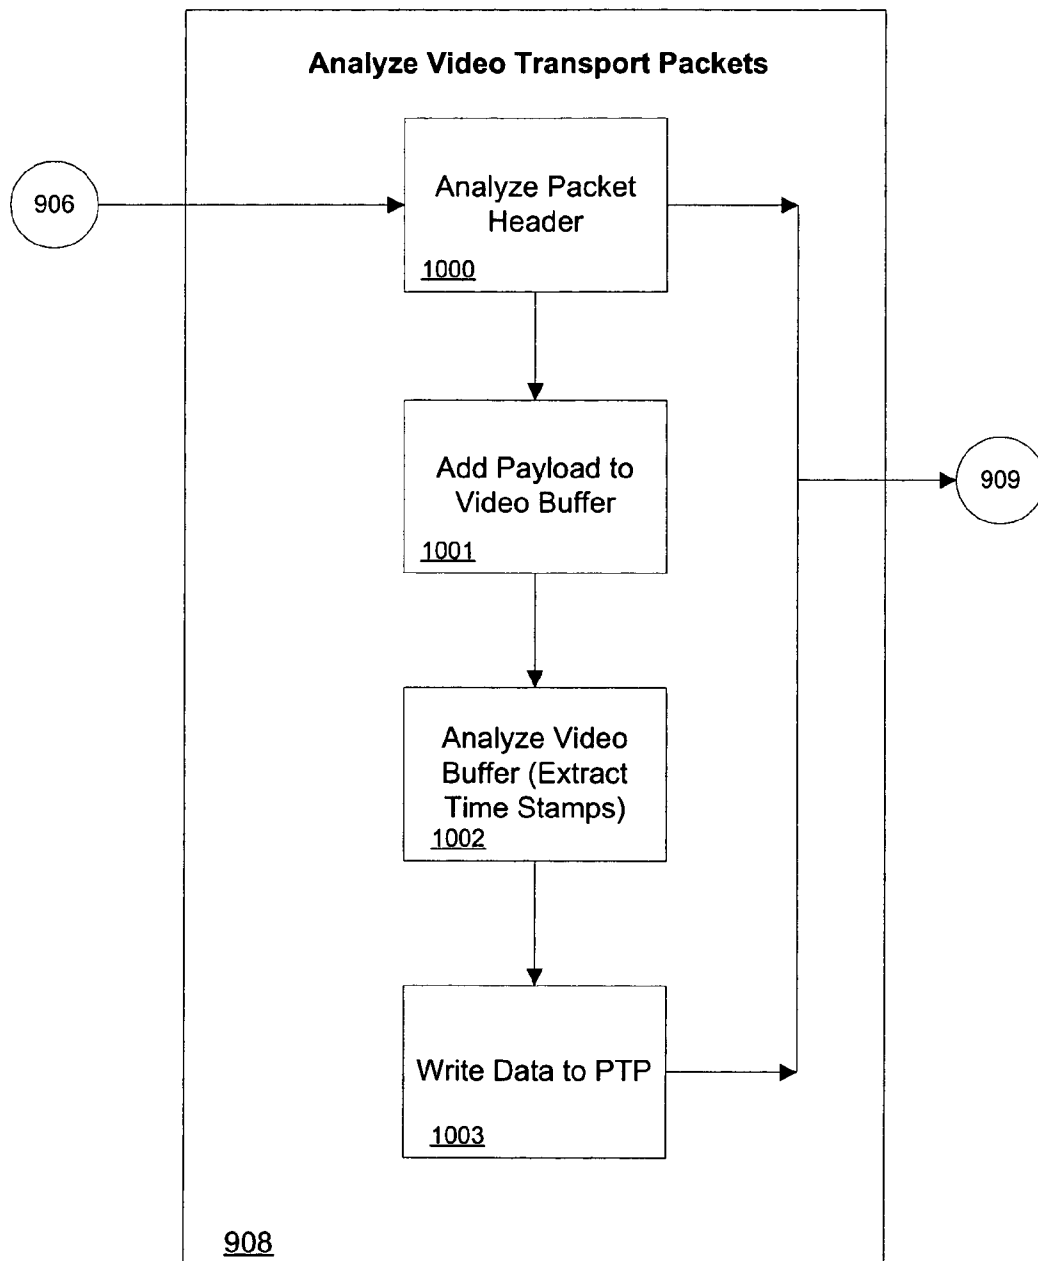 Analyze Video Transport Packets
906
Analyze Packet
Header
1000
Add Payload to
Video Buffer
1001
909
Analyze Video
Buffer (Extract
Time Stamps)
1002
Write Data to PTP
1003
908